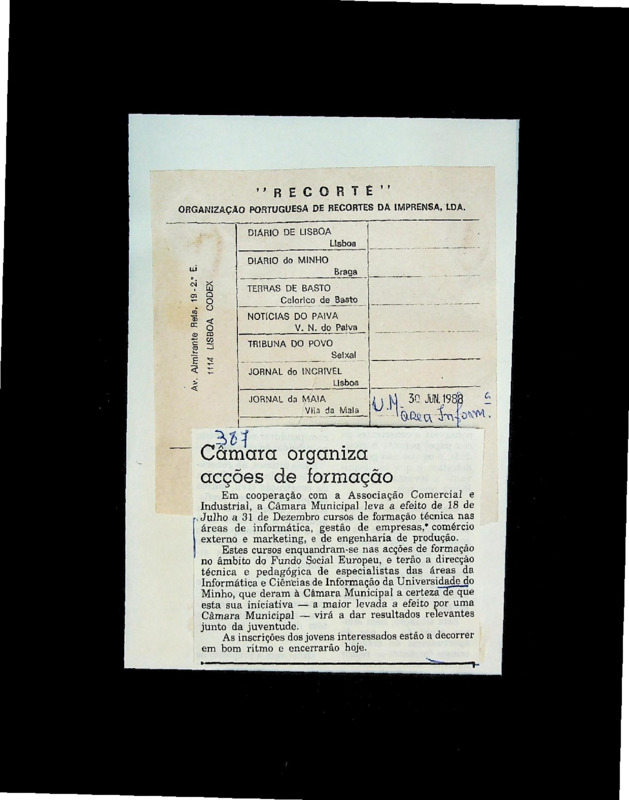 "RECORTE"
ORGANIZAÇÃO PORTUGUESA DE RECORTES DA IMPRENSA, LDA.
Av. Almirante Reis, 19-2.º E.
1114 LISBOA CODEX
DIÁRIO DE LISBOA
Lisboa
DIÁRIO do MINHO
Braga
TERRAS DE BASTO
Celorico de Basto
NOTÍCIAS DO PAIVA
V. N. do Paiva
TRIBUNA DO POVO
Seixal
JORNAL do INCRÍVEL
Lisboa
JORNAL da MAIA
Vila da Maia
U.M. 30 JUN. 1988
área Inform.
387
Câmara organiza
acções de formação
Em cooperação com a Associação Comercial e
Industrial, a Câmara Municipal leva a efeito de 18 de
Julho a 31 de Dezembro cursos de formação técnica nas
áreas de informática, gestão de empresas, comércio
externo e marketing, e de engenharia de produção.
Estes cursos enquandram-se nas acções de formação
no âmbito do Fundo Social Europeu, e terão a direcção
técnica e pedagógica de especialistas das áreas da
Informática e Ciências de Informação da Universidade do
Minho, que deram à Câmara Municipal a certeza de que
esta sua iniciativa — a maior levada a efeito por uma
Câmara Municipal — virá a dar resultados relevantes
junto da juventude.
As inscrições dos jovens interessados estão a decorrer
em bom ritmo e encerrarão hoje.